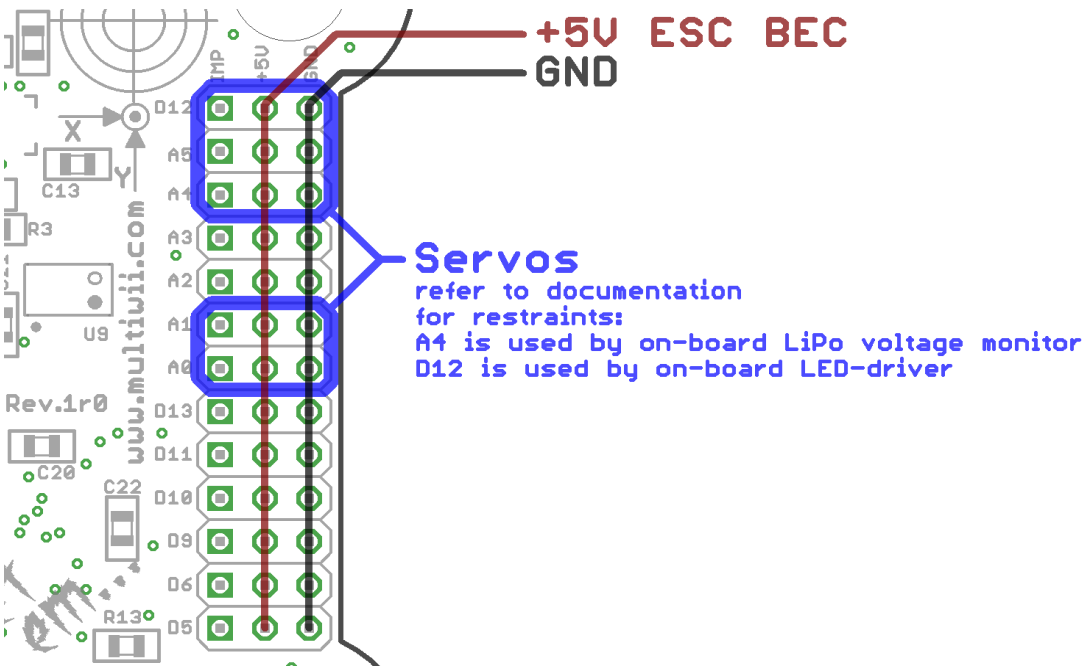 +5V ESC BEC
GND
IMP
+5V
GND
D12
A5
A4
A3
A2
A1
A0
D13
D11
D10
D9
D6
D5
X
Y
C13
R3
U9
www.multiwii.com
Rev.1r0
C20
C22
R13
em...
Servos
refer to documentation
for restraints:
A4 is used by on-board LiPo voltage monitor
D12 is used by on-board LED-driver